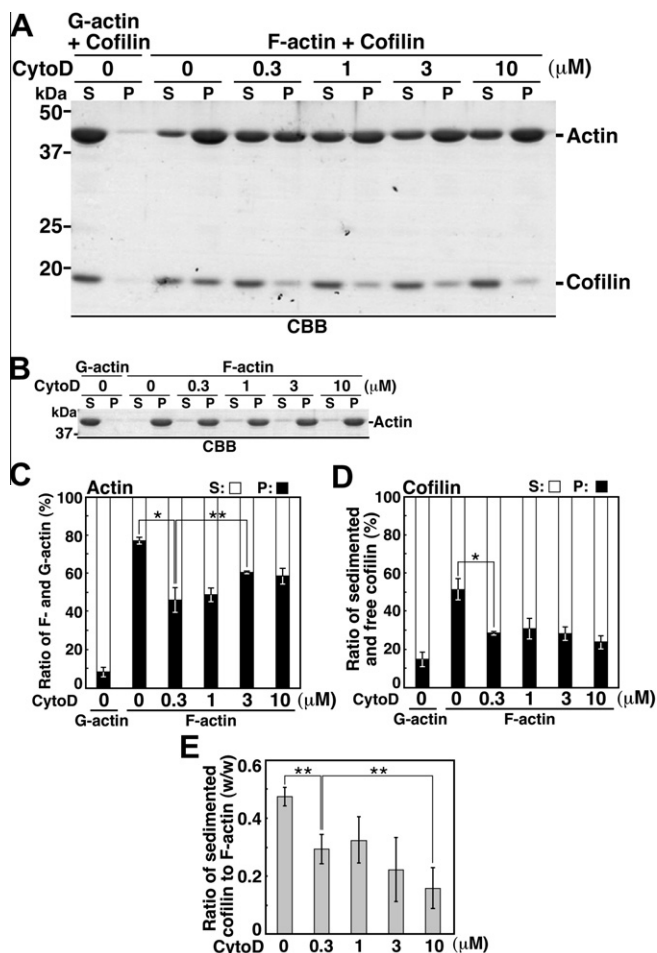 A
G-actin
+ Cofilin
F-actin + Cofilin
CytoD 0 0 0.3 1 3 10 (μM)
kDa S P S P S P S P S P S P
50
37
Actin
25
20
Cofilin
CBB
B
G-actin F-actin
CytoD 0 0 0.3 1 3 10 (μM)
kDa S P S P S P S P S P S P
37
Actin
CBB
C
Actin S: P:
Ratio of F- and G-actin (%)
100
80
60
40
20
0
* **
CytoD 0 0 0.3 1 3 10 (μM)
G-actin F-actin
D
Cofilin S: P:
Ratio of sedimented
and free cofilin (%)
100
80
60
40
20
0
*
CytoD 0 0 0.3 1 3 10 (μM)
G-actin F-actin
E
Ratio of sedimented
cofilin to F-actin (w/w)
0.6
0.4
0.2
0
** **
CytoD 0 0.3 1 3 10 (μM)